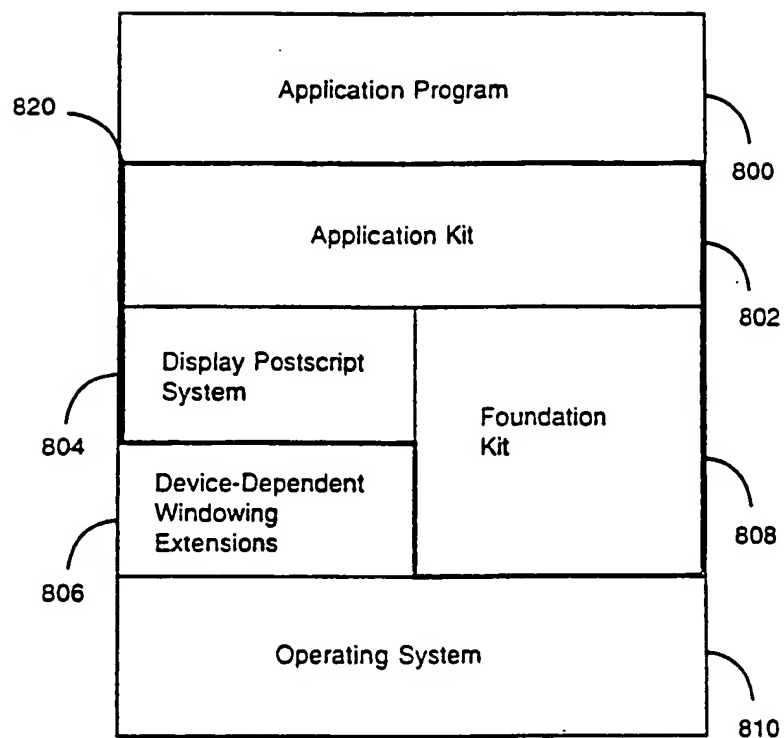 Application Program
820
800
Application Kit
802
Display Postscript
System
804
Foundation
Kit
Device-Dependent
Windowing
Extensions
808
806
Operating System
810